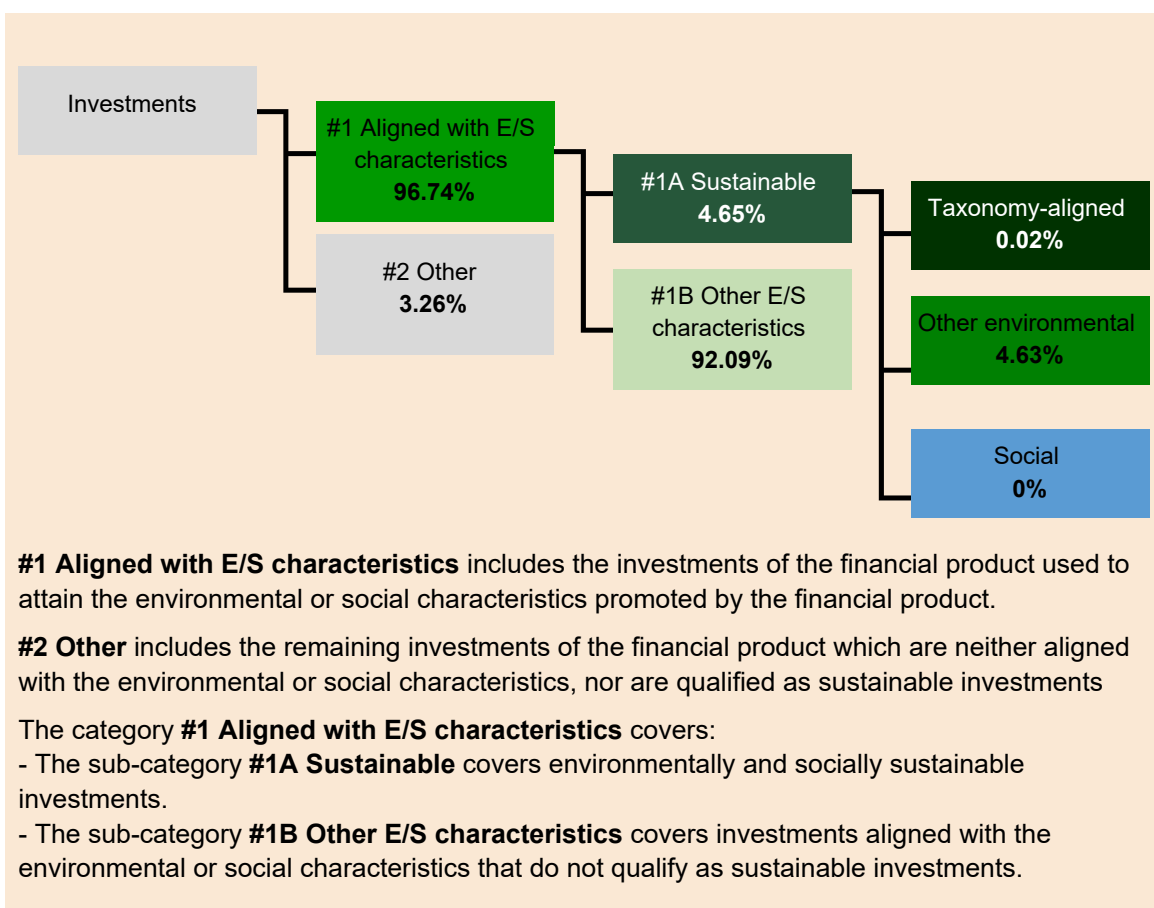 Investments
#1 Aligned with E/S
characteristics
96.74%
#2 Other
3.26%
#1A Sustainable
4.65%
#1B Other E/S
characteristics
92.09%
Taxonomy-aligned
0.02%
Other environmental
4.63%
Social
0%
#1 Aligned with E/S characteristics includes the investments of the financial product used to
attain the environmental or social characteristics promoted by the financial product.
#2 Other includes the remaining investments of the financial product which are neither aligned
with the environmental or social characteristics, nor are qualified as sustainable investments
The category #1 Aligned with E/S characteristics covers:
- The sub-category #1A Sustainable covers environmentally and socially sustainable
investments.
- The sub-category #1B Other E/S characteristics covers investments aligned with the
environmental or social characteristics that do not qualify as sustainable investments.